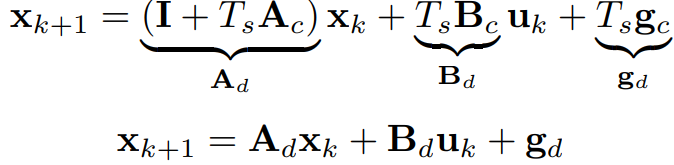 x_{k+1} = (I + T_s A_c) x_k + T_s B_c u_k + T_s g_c
A_d B_d g_d
x_{k+1} = A_d x_k + B_d u_k + g_d